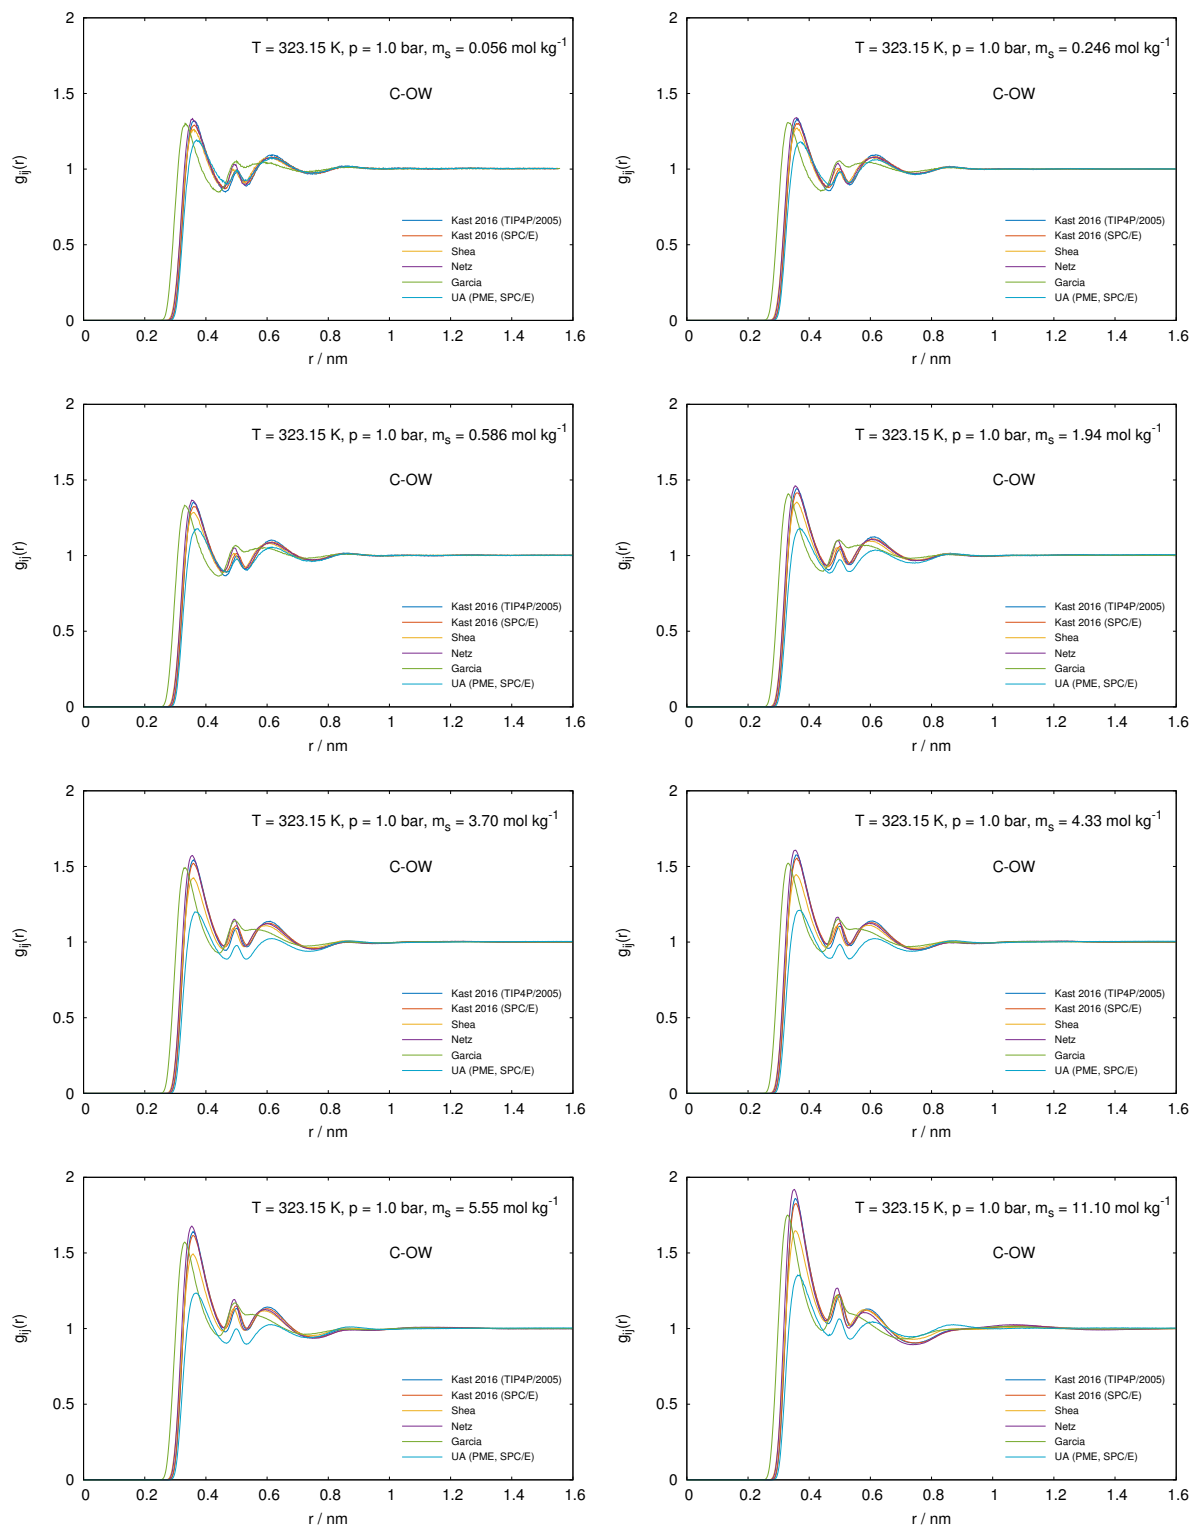 T = 323.15 K, p = 1.0 bar, mₛ = 0.056 mol kg⁻¹
C-OW
gᵢⱼ(r)
2
1.5
1
0.5
0
Kast 2016 (TIP4P/2005)
Kast 2016 (SPC/E)
Shea
Netz
Garcia
UA (PME, SPC/E)
0 0.2 0.4 0.6 0.8 1 1.2 1.4 1.6
r / nm
T = 323.15 K, p = 1.0 bar, mₛ = 0.246 mol kg⁻¹
C-OW
gᵢⱼ(r)
2
1.5
1
0.5
0
Kast 2016 (TIP4P/2005)
Kast 2016 (SPC/E)
Shea
Netz
Garcia
UA (PME, SPC/E)
0 0.2 0.4 0.6 0.8 1 1.2 1.4 1.6
r / nm
T = 323.15 K, p = 1.0 bar, mₛ = 0.586 mol kg⁻¹
C-OW
gᵢⱼ(r)
2
1.5
1
0.5
0
Kast 2016 (TIP4P/2005)
Kast 2016 (SPC/E)
Shea
Netz
Garcia
UA (PME, SPC/E)
0 0.2 0.4 0.6 0.8 1 1.2 1.4 1.6
r / nm
T = 323.15 K, p = 1.0 bar, mₛ = 1.94 mol kg⁻¹
C-OW
gᵢⱼ(r)
2
1.5
1
0.5
0
Kast 2016 (TIP4P/2005)
Kast 2016 (SPC/E)
Shea
Netz
Garcia
UA (PME, SPC/E)
0 0.2 0.4 0.6 0.8 1 1.2 1.4 1.6
r / nm
T = 323.15 K, p = 1.0 bar, mₛ = 3.70 mol kg⁻¹
C-OW
gᵢⱼ(r)
2
1.5
1
0.5
0
Kast 2016 (TIP4P/2005)
Kast 2016 (SPC/E)
Shea
Netz
Garcia
UA (PME, SPC/E)
0 0.2 0.4 0.6 0.8 1 1.2 1.4 1.6
r / nm
T = 323.15 K, p = 1.0 bar, mₛ = 4.33 mol kg⁻¹
C-OW
gᵢⱼ(r)
2
1.5
1
0.5
0
Kast 2016 (TIP4P/2005)
Kast 2016 (SPC/E)
Shea
Netz
Garcia
UA (PME, SPC/E)
0 0.2 0.4 0.6 0.8 1 1.2 1.4 1.6
r / nm
T = 323.15 K, p = 1.0 bar, mₛ = 5.55 mol kg⁻¹
C-OW
gᵢⱼ(r)
2
1.5
1
0.5
0
Kast 2016 (TIP4P/2005)
Kast 2016 (SPC/E)
Shea
Netz
Garcia
UA (PME, SPC/E)
0 0.2 0.4 0.6 0.8 1 1.2 1.4 1.6
r / nm
T = 323.15 K, p = 1.0 bar, mₛ = 11.10 mol kg⁻¹
C-OW
gᵢⱼ(r)
2
1.5
1
0.5
0
Kast 2016 (TIP4P/2005)
Kast 2016 (SPC/E)
Shea
Netz
Garcia
UA (PME, SPC/E)
0 0.2 0.4 0.6 0.8 1 1.2 1.4 1.6
r / nm